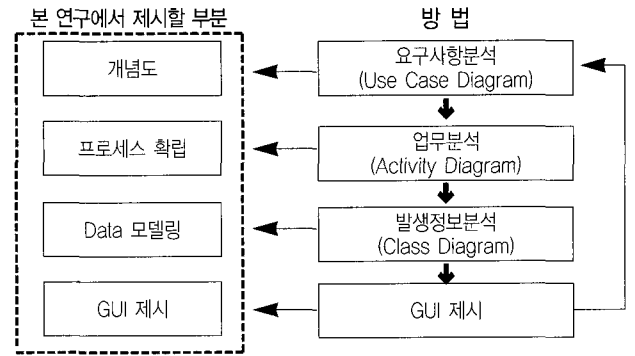 본 연구에서 제시할 부분
방 법
개념도
요구사항분석
(Use Case Diagram)
프로세스 확립
업무분석
(Activity Diagram)
Data 모델링
발생정보분석
(Class Diagram)
GUI 제시
GUI 제시